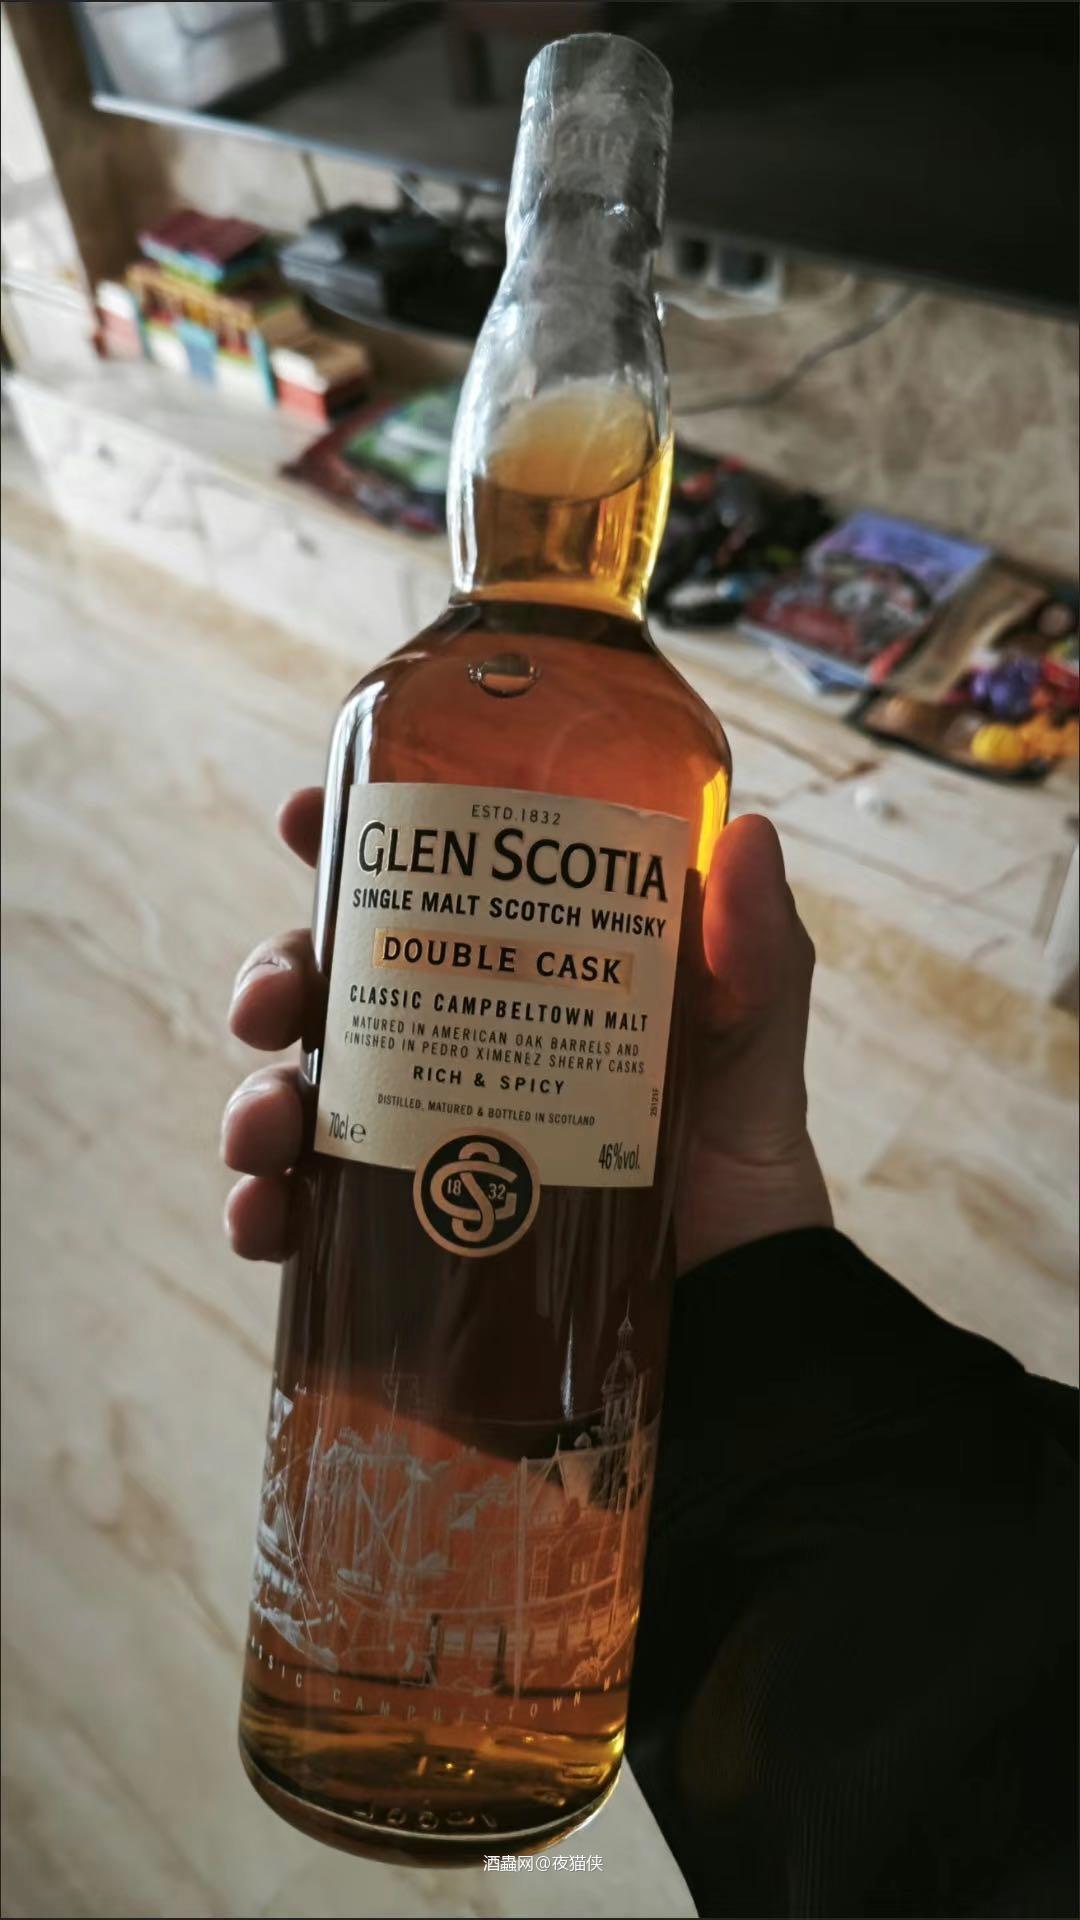 ESTD.1832
GLEN SCOTIA
SINGLE MALT SCOTCH WHISKY
DOUBLE CASK
CLASSIC CAMPBELTOWN MALT
MATURED IN AMERICAN OAK BARRELS AND
FINISHED IN PEDRO XIMENEZ SHERRY CASKS
RICH & SPICY
DISTILLED, MATURED & BOTTLED IN SCOTLAND
70cl e
46%vol.
18 32
CAMPBELTOWN
酒蟲网@夜猫侠